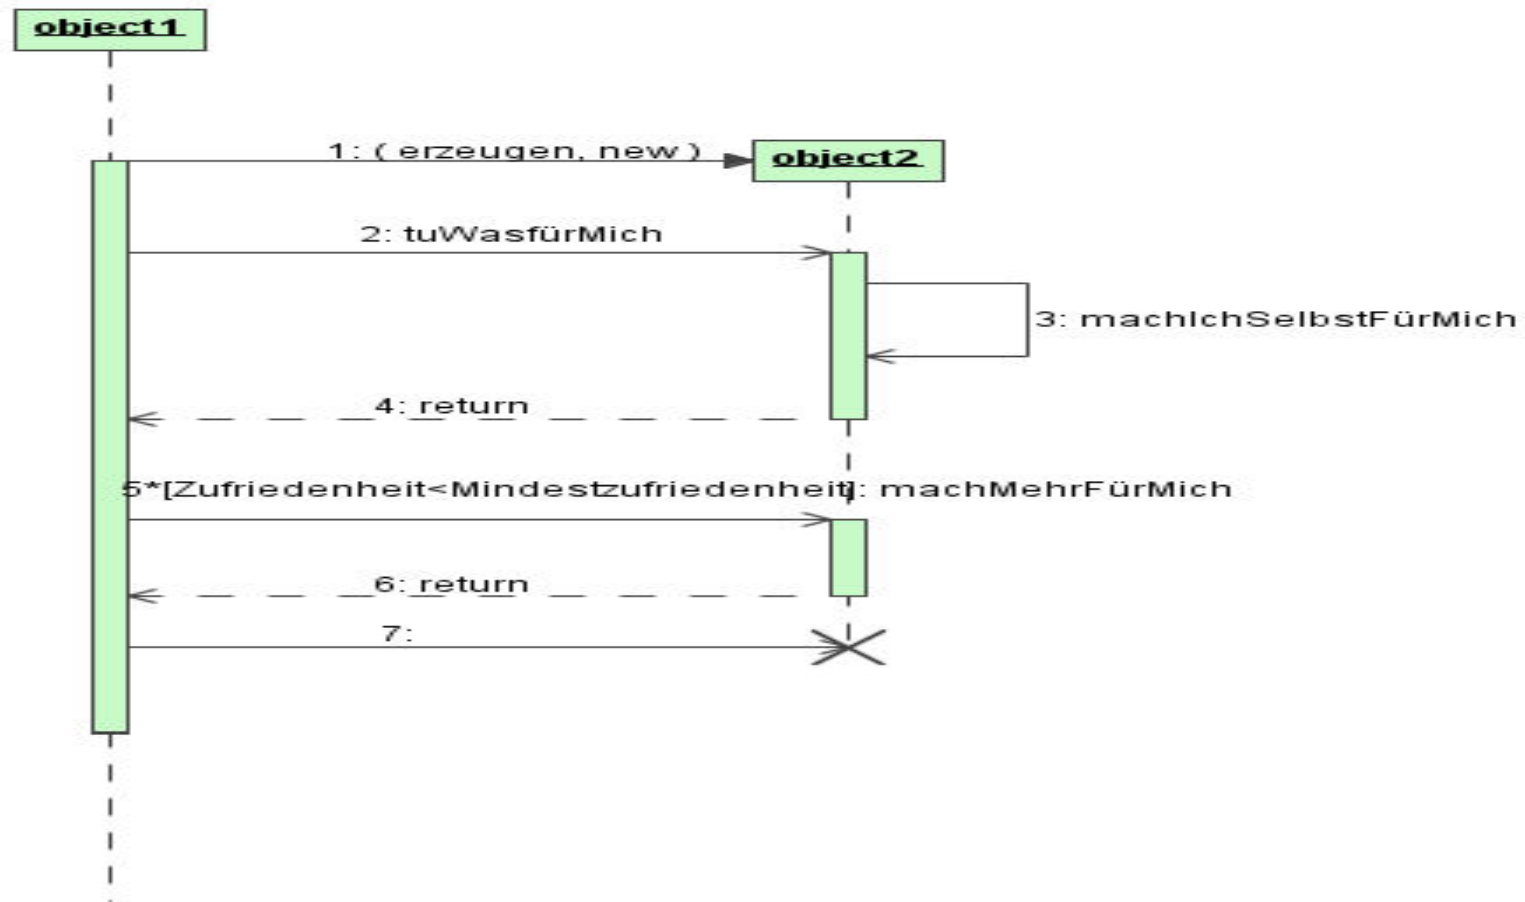 object1
1: ( erzeugen, new )
object2
2: tuWasfürMich
3: machIchSelbstFürMich
4: return
5*[Zufriedenheit<Mindestzufriedenheit]: machMehrFürMich
6: return
7: